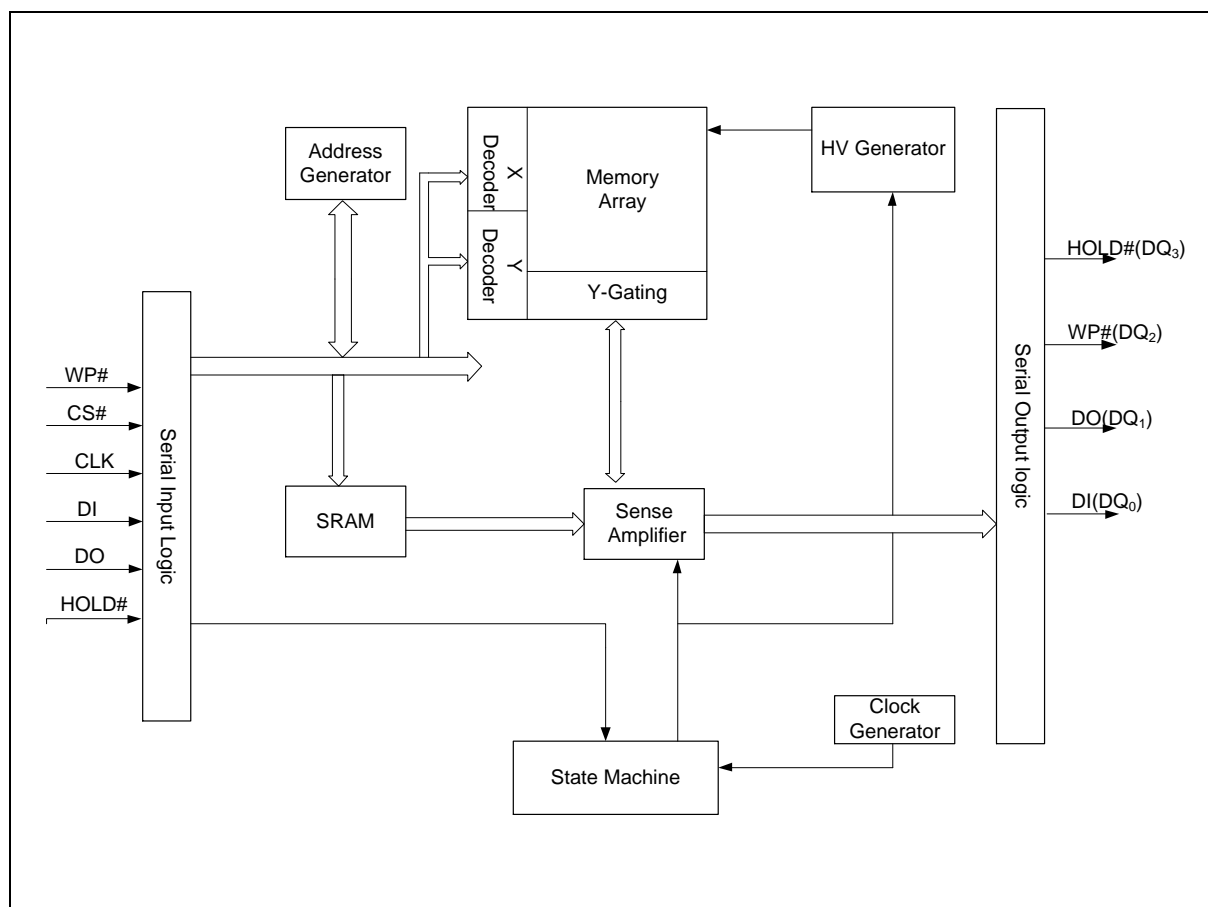 Address
Generator
X
Decoder
Y
Decoder
Memory
Array
Y-Gating
HV Generator
WP#
CS#
CLK
DI
DO
HOLD#
Serial Input Logic
SRAM
Sense
Amplifier
State Machine
Clock
Generator
Serial Output logic
HOLD#(DQ₃)
WP#(DQ₂)
DO(DQ₁)
DI(DQ₀)